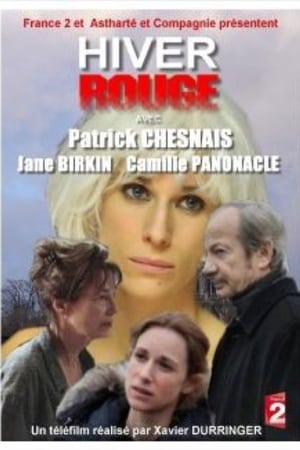 France 2 et Astharté et Compagnie présentent
HIVER
ROUGE
avec
Patrick CHESNAIS
Jane BIRKIN Camille PANONACLE
2
Un téléfilm réalisé par Xavier DURRINGER